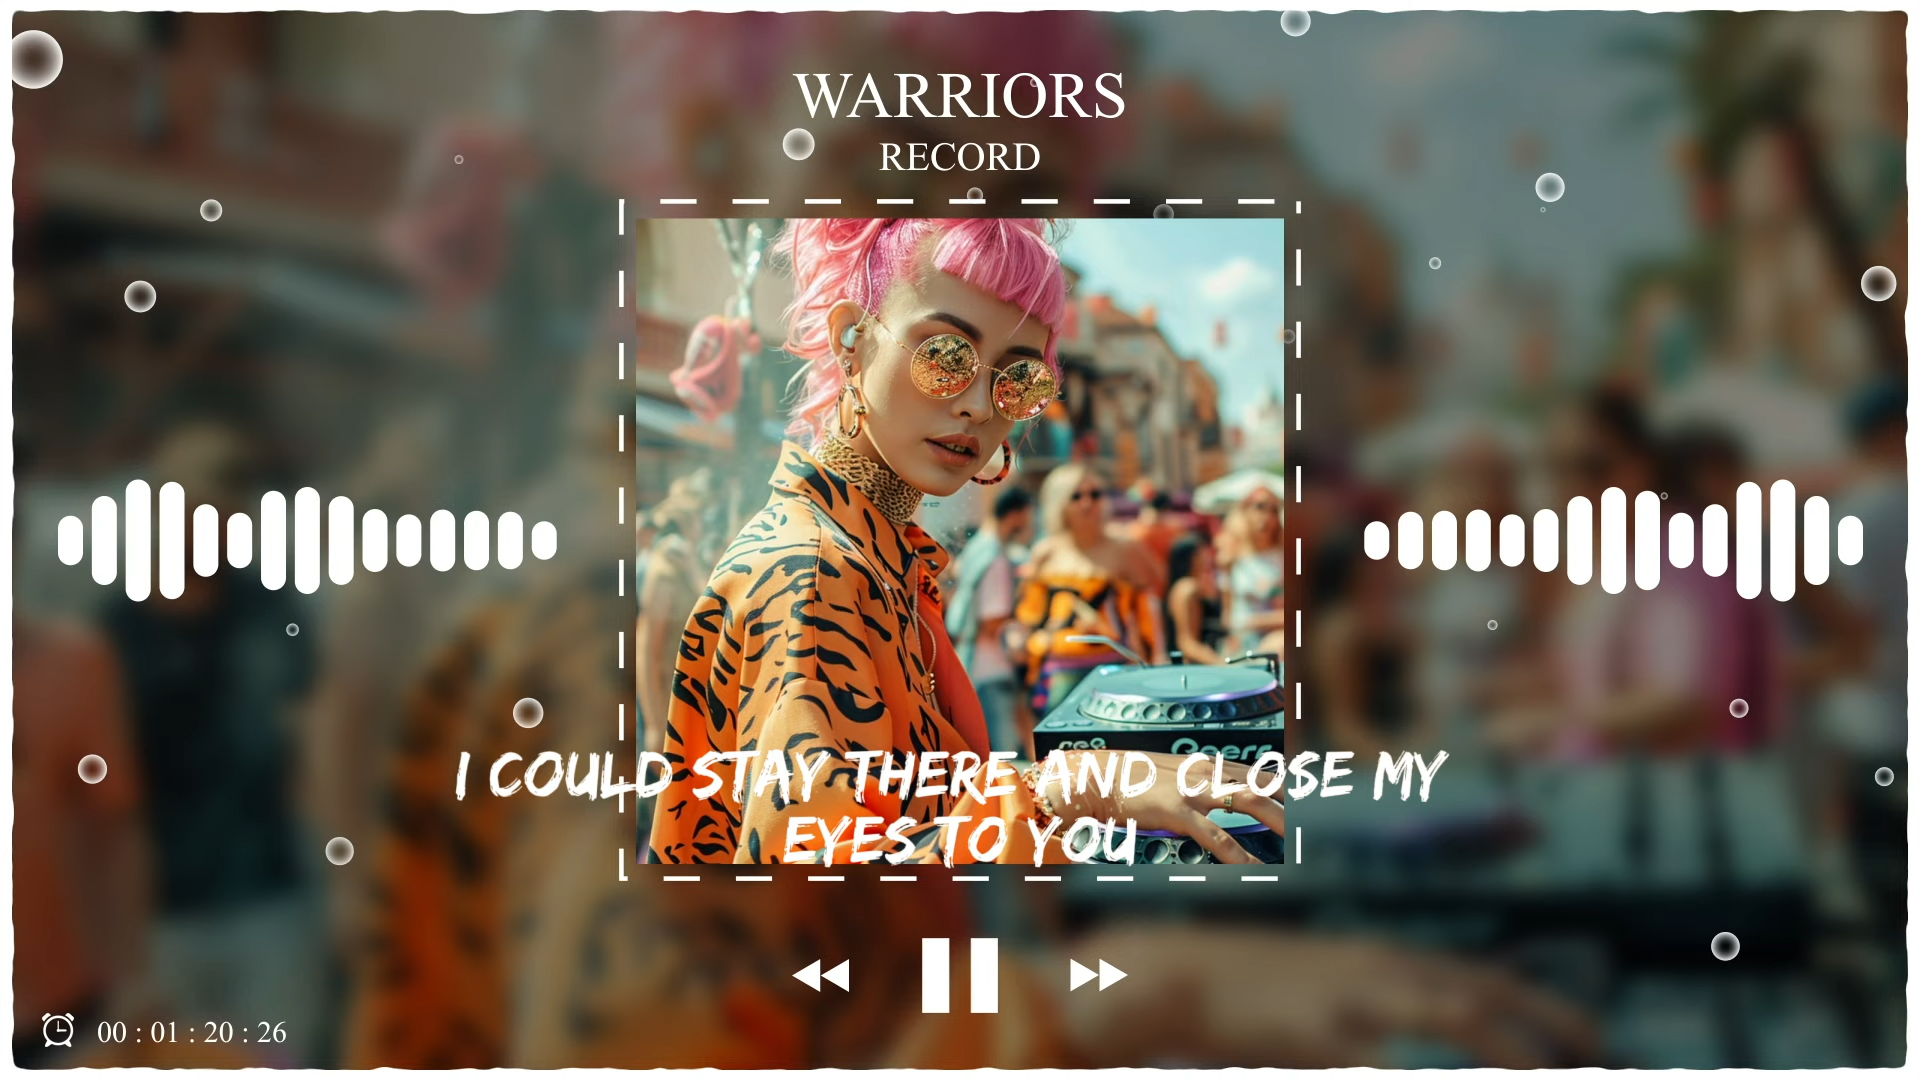 WARRIORS
RECORD
I COULD STAY THERE AND CLOSE MY
EYES TO YOU
00 : 01 : 20 : 26